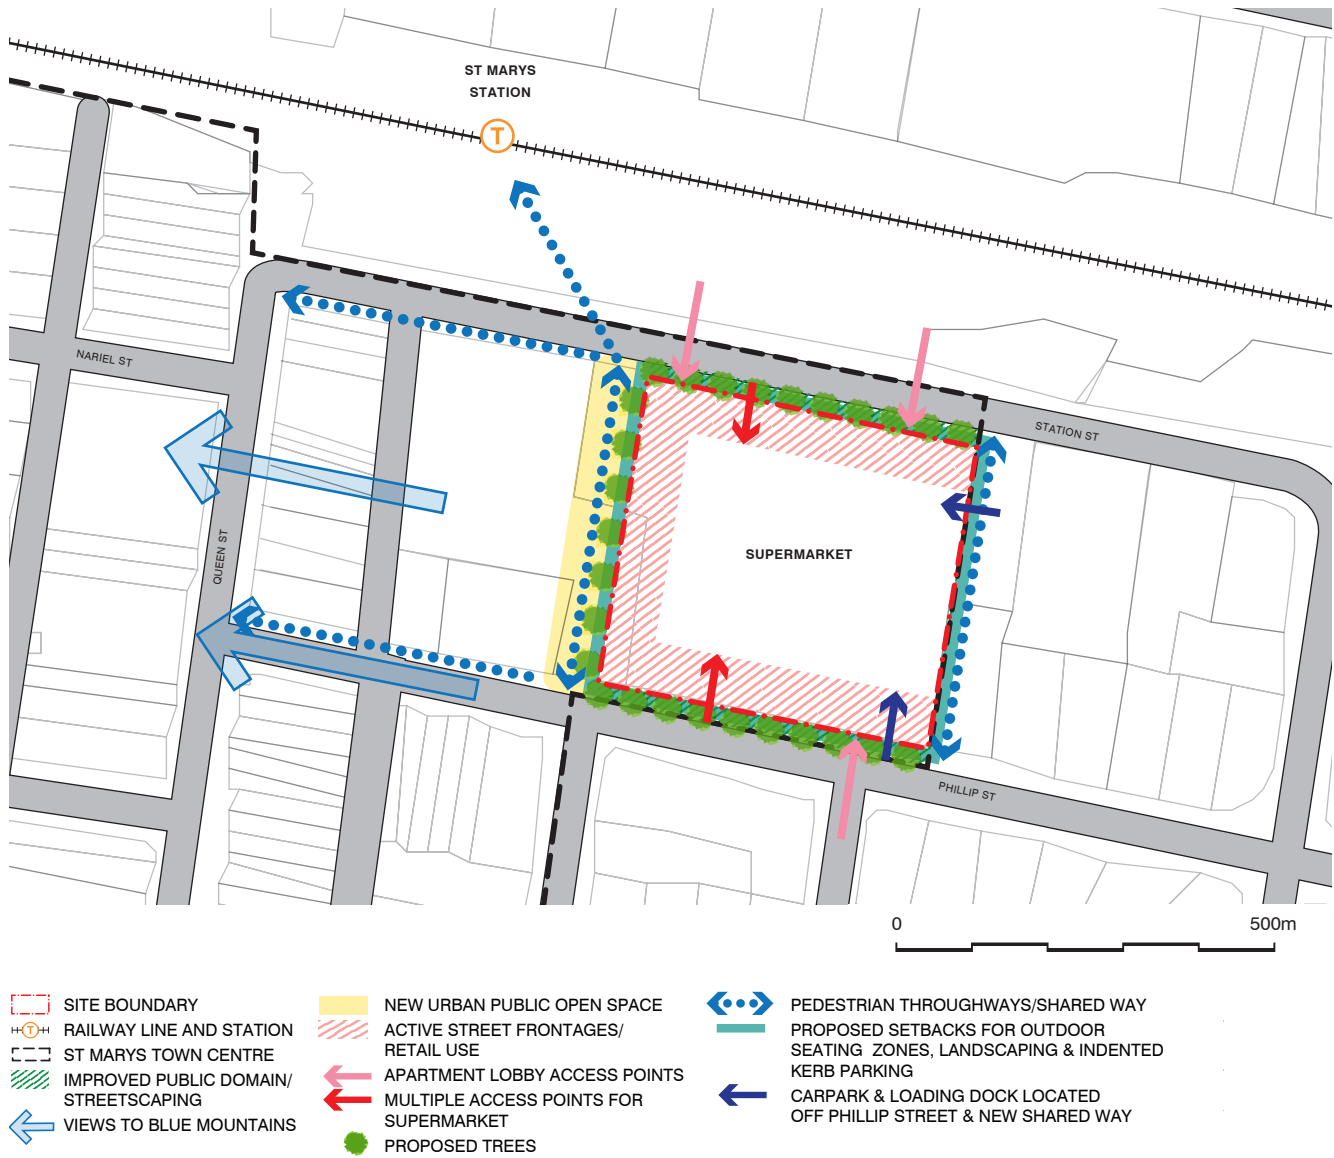 ST MARYS
STATION
T
NARIEL ST
STATION ST
QUEEN ST
SUPERMARKET
PHILLIP ST
0 500m
SITE BOUNDARY
T RAILWAY LINE AND STATION
ST MARYS TOWN CENTRE
IMPROVED PUBLIC DOMAIN/
STREETSCAPING
VIEWS TO BLUE MOUNTAINS
NEW URBAN PUBLIC OPEN SPACE
ACTIVE STREET FRONTAGES/
RETAIL USE
APARTMENT LOBBY ACCESS POINTS
MULTIPLE ACCESS POINTS FOR
SUPERMARKET
PROPOSED TREES
PEDESTRIAN THROUGHWAYS/SHARED WAY
PROPOSED SETBACKS FOR OUTDOOR
SEATING ZONES, LANDSCAPING & INDENTED
KERB PARKING
CARPARK & LOADING DOCK LOCATED
OFF PHILLIP STREET & NEW SHARED WAY